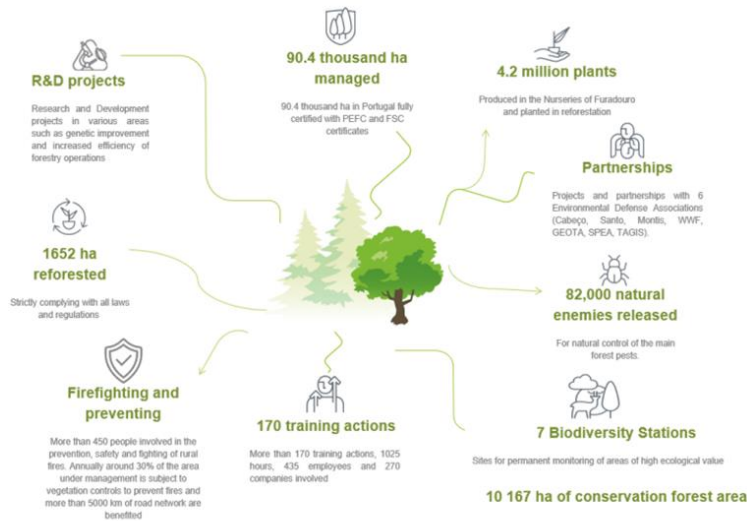 R&D projects
Research and Development
projects in various areas
such as genetic improvement
and increased efficiency of
forestry operations
90.4 thousand ha
managed
90.4 thousand ha in Portugal fully
certified with PEFC and FSC
certificates
4.2 million plants
Produced in the Nurseries of Furadouro
and planted in reforestation
Partnerships
Projects and partnerships with 6
Environmental Defense Associations
(Cabeço, Santo, Montis, WWF,
GEOTA, SPEA, TAGIS).
1652 ha
reforested
Strictly complying with all laws
and regulations
82,000 natural
enemies released
For natural control of the main
forest pests.
Firefighting and
preventing
More than 450 people involved in the
prevention, safety and fighting of rural
fires. Annually around 30% of the area
under management is subject to
vegetation controls to prevent fires and
more than 5000 km of road network are
benefited
170 training actions
More than 170 training actions, 1025
hours, 435 employees and 270
companies involved
7 Biodiversity Stations
Sites for permanent monitoring of areas of high ecological value
10 167 ha of conservation forest area